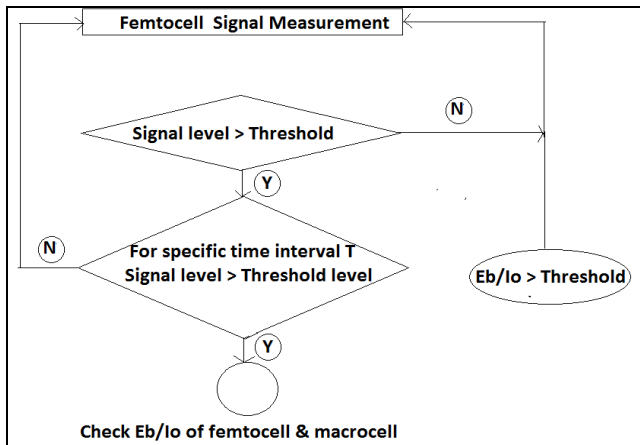 Femtocell Signal Measurement
N
Signal level > Threshold
Y
N
For specific time interval T
Signal level > Threshold level
Eb/Io > Threshold
Y
Check Eb/Io of femtocell & macrocell